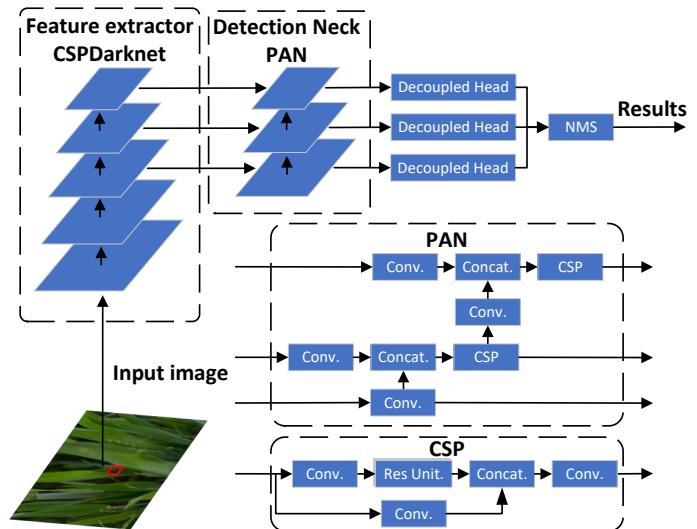 Feature extractor
CSPDarknet
Detection Neck
PAN
Decoupled Head
Decoupled Head
Decoupled Head
NMS
Results
PAN
Conv.
Concat.
CSP
Conv.
Conv.
Concat.
CSP
Conv.
Input image
CSP
Conv.
Res Unit.
Concat.
Conv.
Conv.